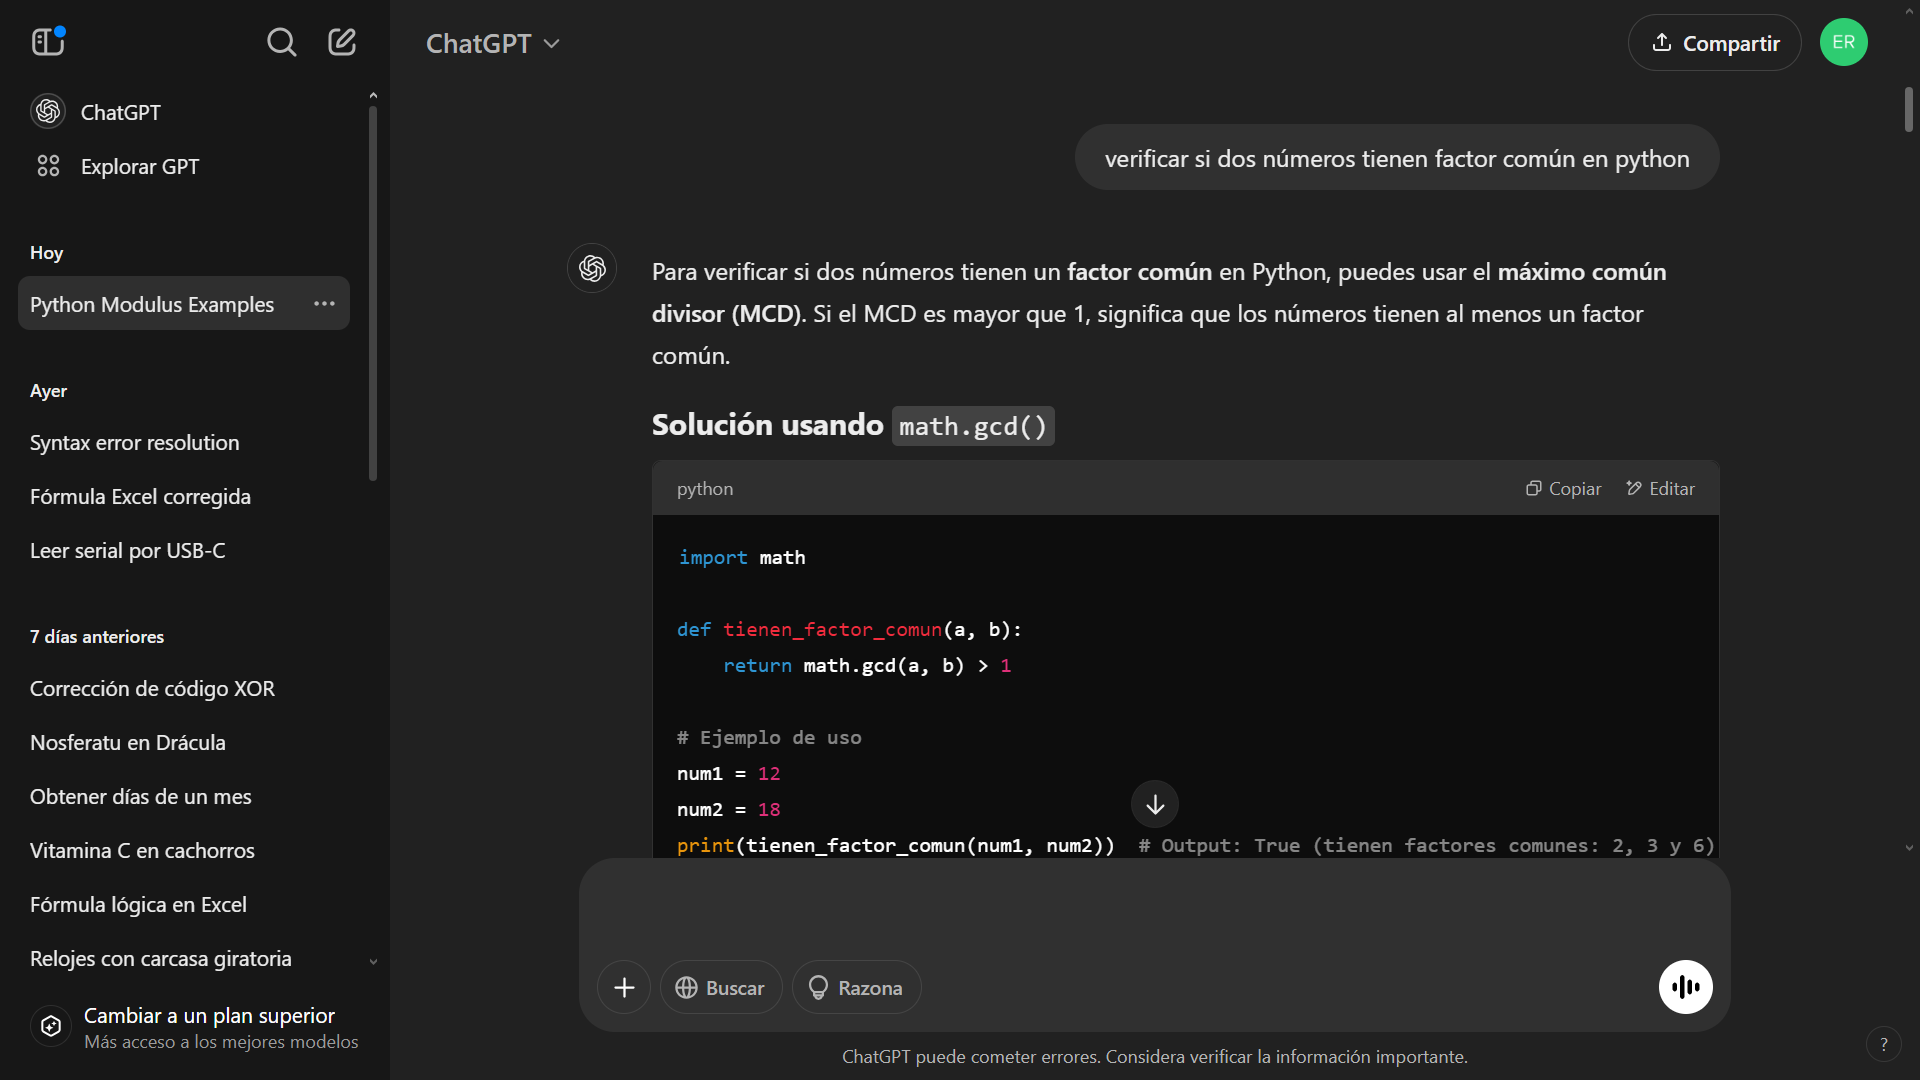 ChatGPT
Explorar GPT
Hoy
Python Modulus Examples
Ayer
Syntax error resolution
Fórmula Excel corregida
Leer serial por USB-C
7 días anteriores
Corrección de código XOR
Nosferatu en Drácula
Obtener días de un mes
Vitamina C en cachorros
Fórmula lógica en Excel
Relojes con carcasa giratoria
Cambiar a un plan superior
Más acceso a los mejores modelos
ChatGPT
Compartir
ER
verificar si dos números tienen factor común en python
Para verificar si dos números tienen un factor común en Python, puedes usar el máximo común
divisor (MCD). Si el MCD es mayor que 1, significa que los números tienen al menos un factor
común.
Solución usando math.gcd()
python Copiar Editar
import math
def tienen_factor_comun(a, b):
    return math.gcd(a, b) > 1
# Ejemplo de uso
num1 = 12
num2 = 18
print(tienen_factor_comun(num1, num2))  # Output: True (tienen factores comunes: 2, 3 y 6)
Buscar Razona
ChatGPT puede cometer errores. Considera verificar la información importante.
?